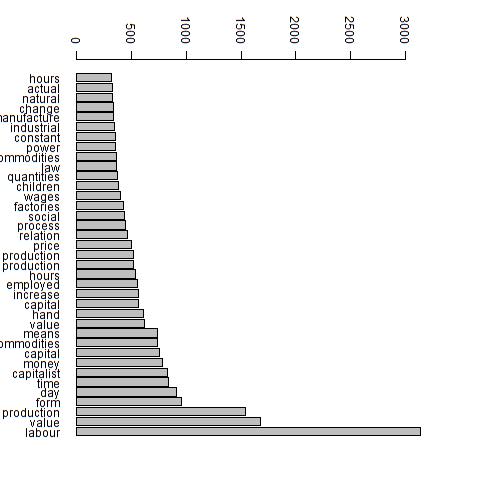 0 500 1000 1500 2000 2500 3000
hours
actual
natural
change
manufacture
industrial
constant
power
ommodities
law
quantities
children
wages
factories
social
process
relation
price
production
production
hours
employed
increase
capital
hand
value
means
ommodities
capital
money
capitalist
time
day
form
production
value
labour